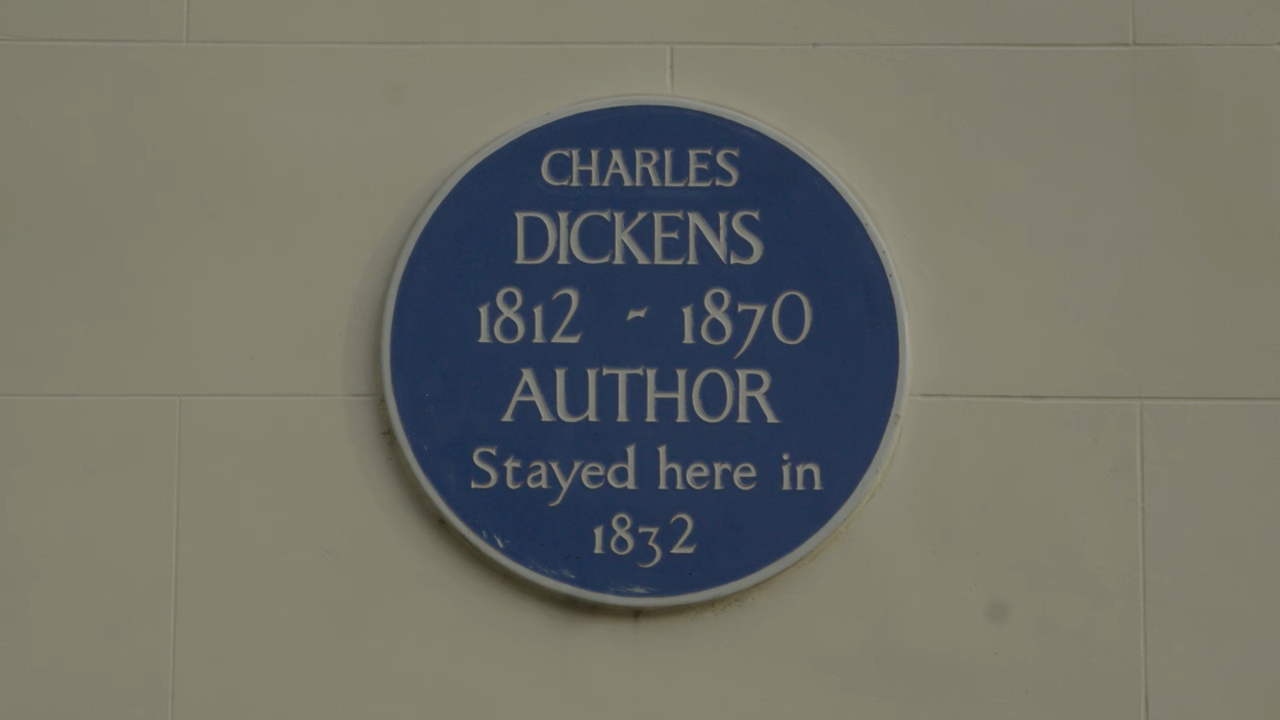 CHARLES
DICKENS
1812 - 1870
AUTHOR
Stayed here in
1832